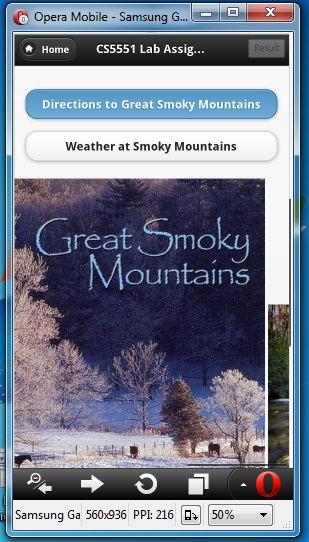 Opera Mobile - Samsung G...
Home
CS5551 Lab Assig...
Result
Directions to Great Smoky Mountains
Weather at Smoky Mountains
Great Smoky
Mountains
Samsung Ga
560x936
PPI: 216
50%